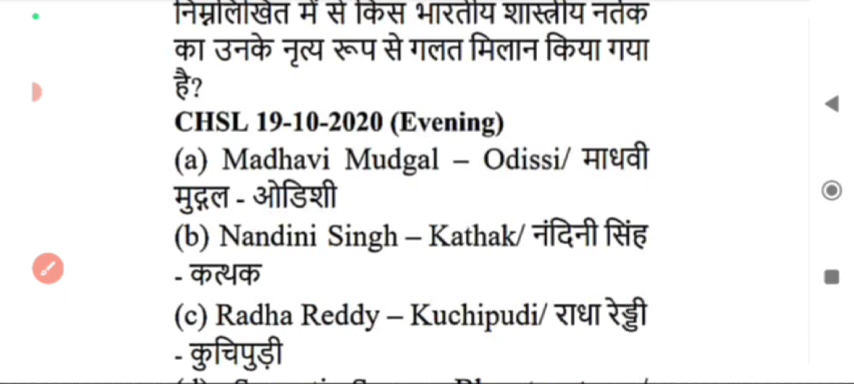 निम्नलिखित में से किस भारतीय शास्त्रीय नर्तक
का उनके नृत्य रूप से गलत मिलान किया गया
है?
CHSL 19-10-2020 (Evening)
(a) Madhavi Mudgal – Odissi/ माधवी
मुद्गल - ओडिशी
(b) Nandini Singh – Kathak/ नंदिनी सिंह
- कत्थक
(c) Radha Reddy – Kuchipudi/ राधा रेड्डी
- कुचिपुड़ी